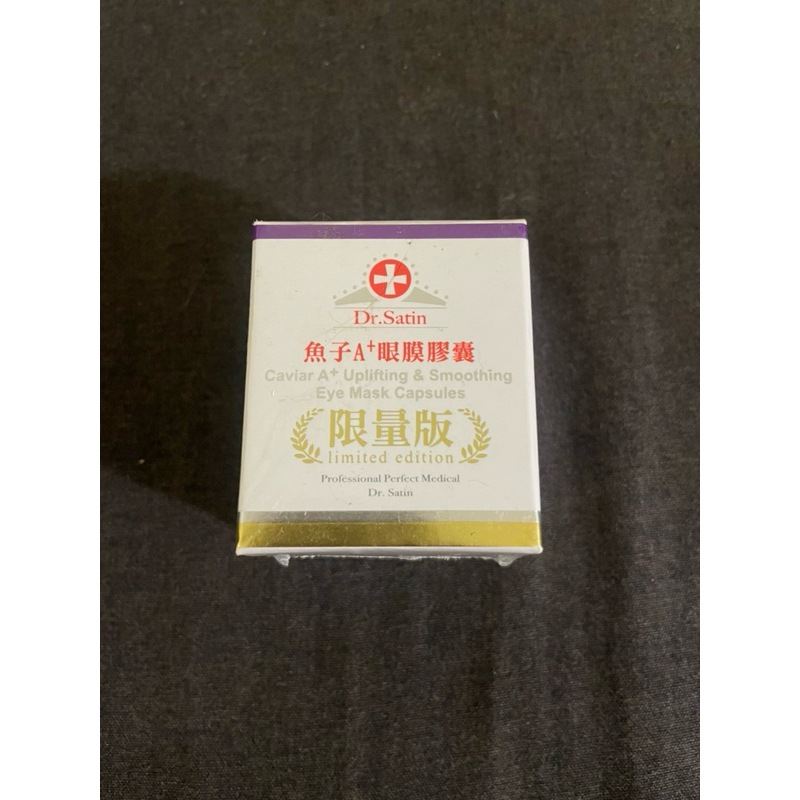 Dr.Satin
魚子A⁺眼膜膠囊
Caviar A⁺ Uplifting & Smoothing
Eye Mask Capsules
限量版
limited edition
Professional Perfect Medical
Dr. Satin